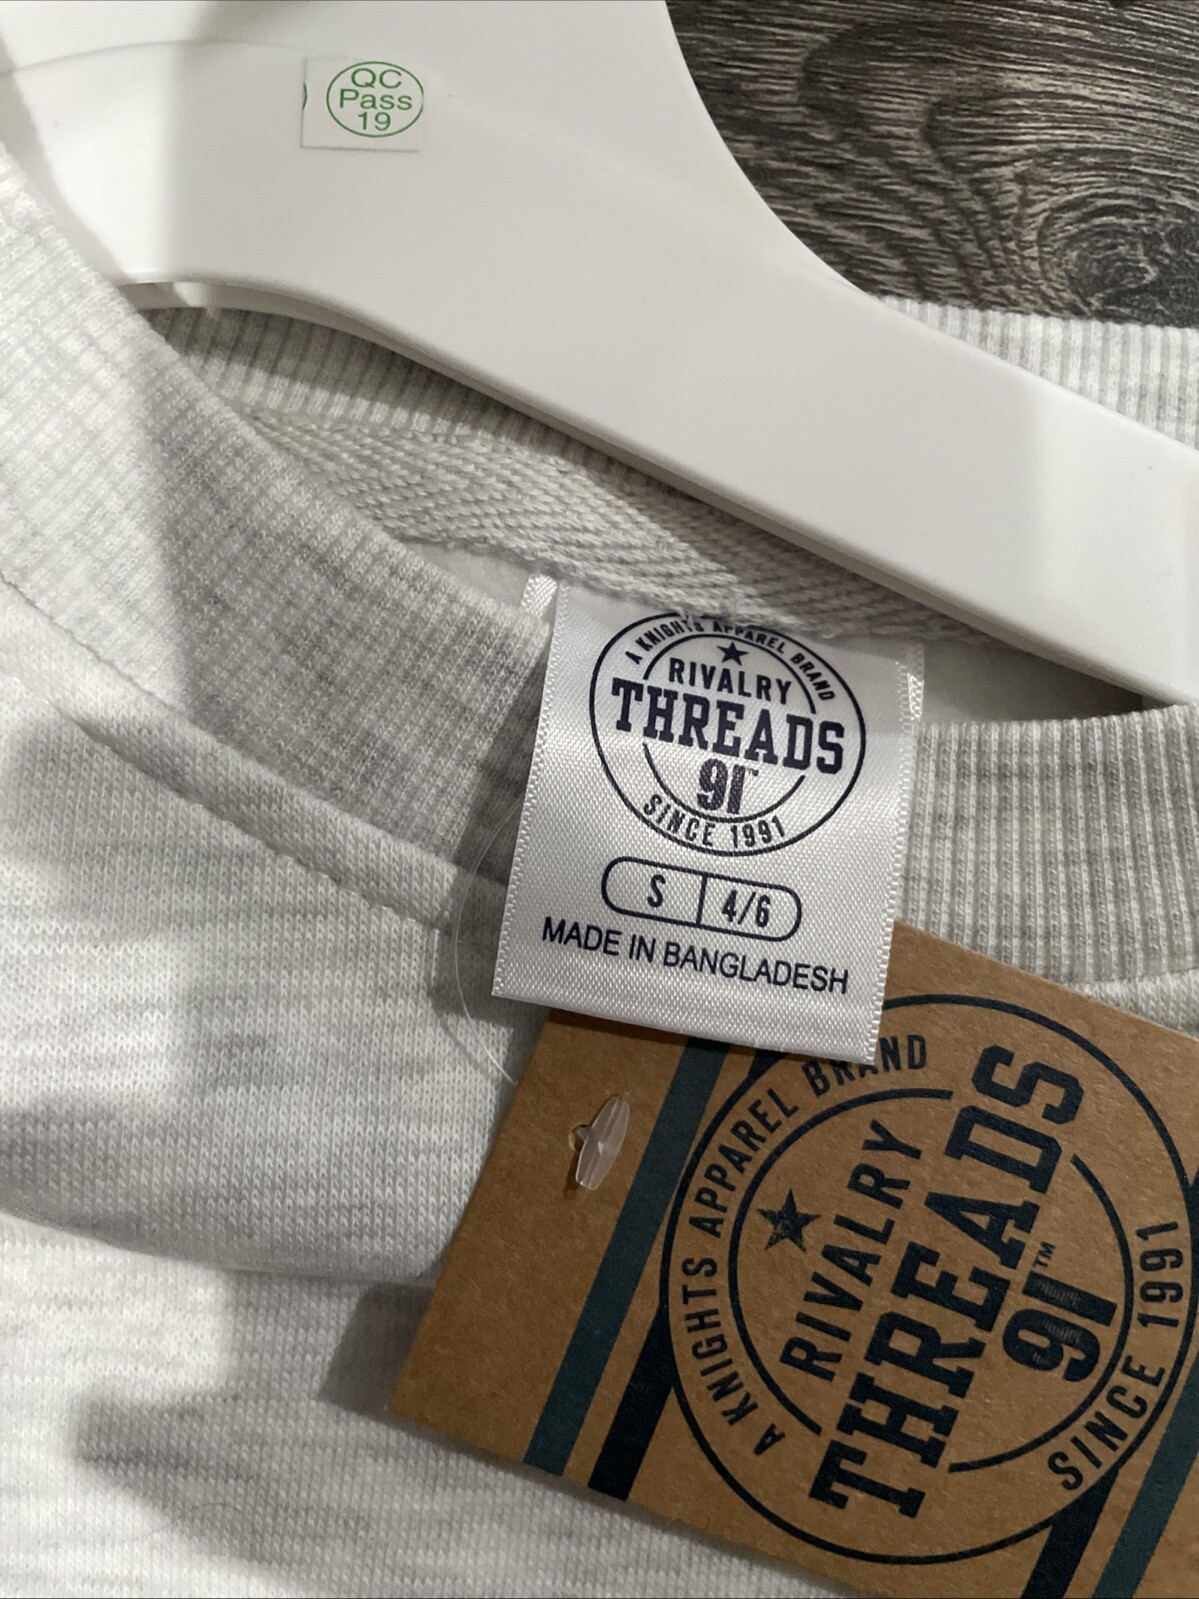 QC
Pass
19
A KNIGHTS APPAREL BRAND
RIVALRY
THREADS
91™
SINCE 1991
S 4/6
MADE IN BANGLADESH
A KNIGHTS APPAREL BRAND
RIVALRY
THREADS
91™
SINCE 1991